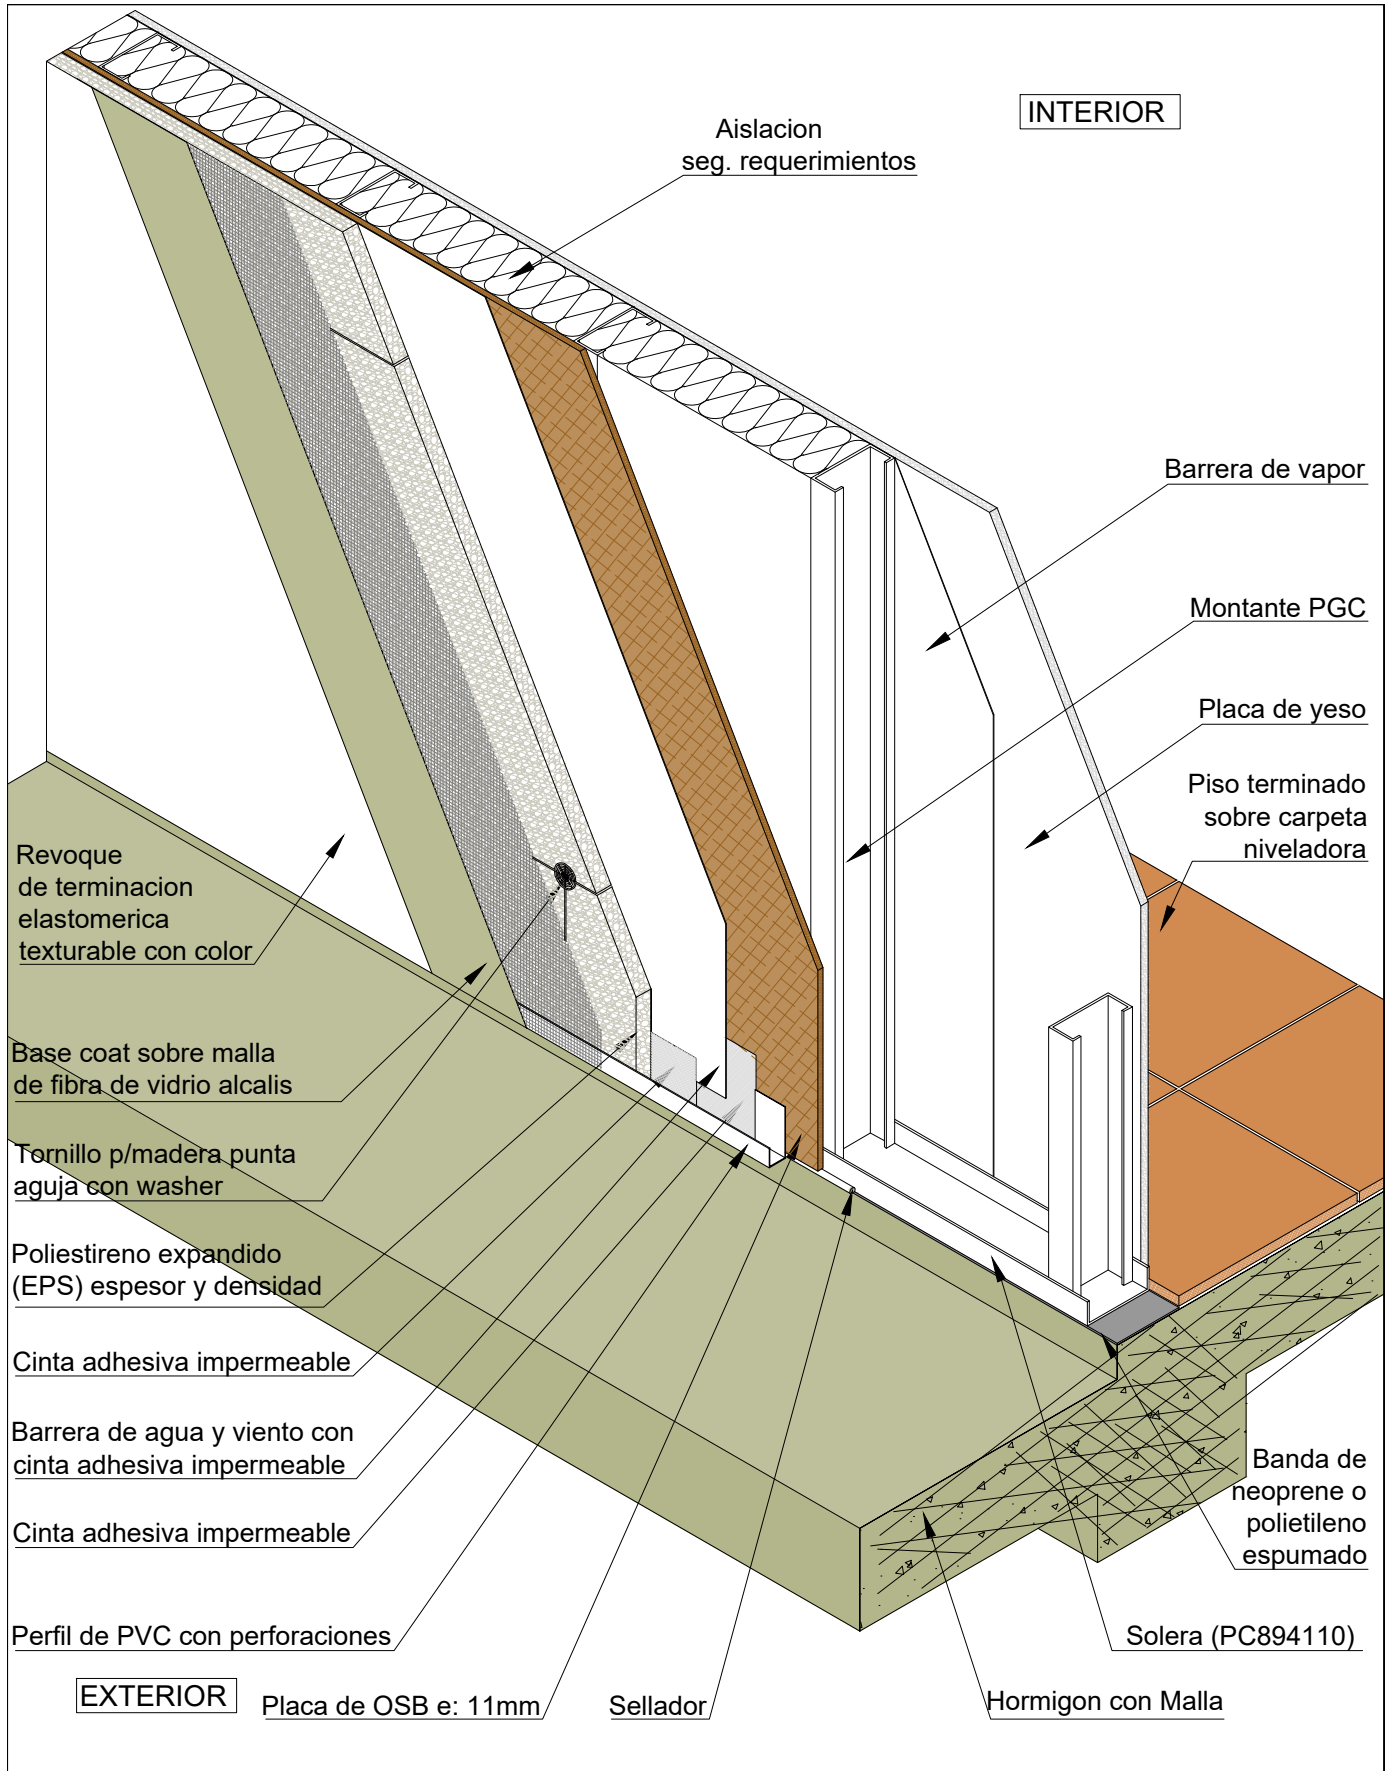 INTERIOR
Aislacion
seg. requerimientos
Barrera de vapor
Montante PGC
Placa de yeso
Piso terminado
sobre carpeta
niveladora
Revoque
de terminacion
elastomerica
texturable con color
Base coat sobre malla
de fibra de vidrio alcalis
Tornillo p/madera punta
aguja con washer
Poliestireno expandido
(EPS) espesor y densidad
Cinta adhesiva impermeable
Barrera de agua y viento con
cinta adhesiva impermeable
Cinta adhesiva impermeable
Perfil de PVC con perforaciones
EXTERIOR
Placa de OSB e: 11mm
Sellador
Banda de
neoprene o
polietileno
espumado
Solera (PC894110)
Hormigon con Malla